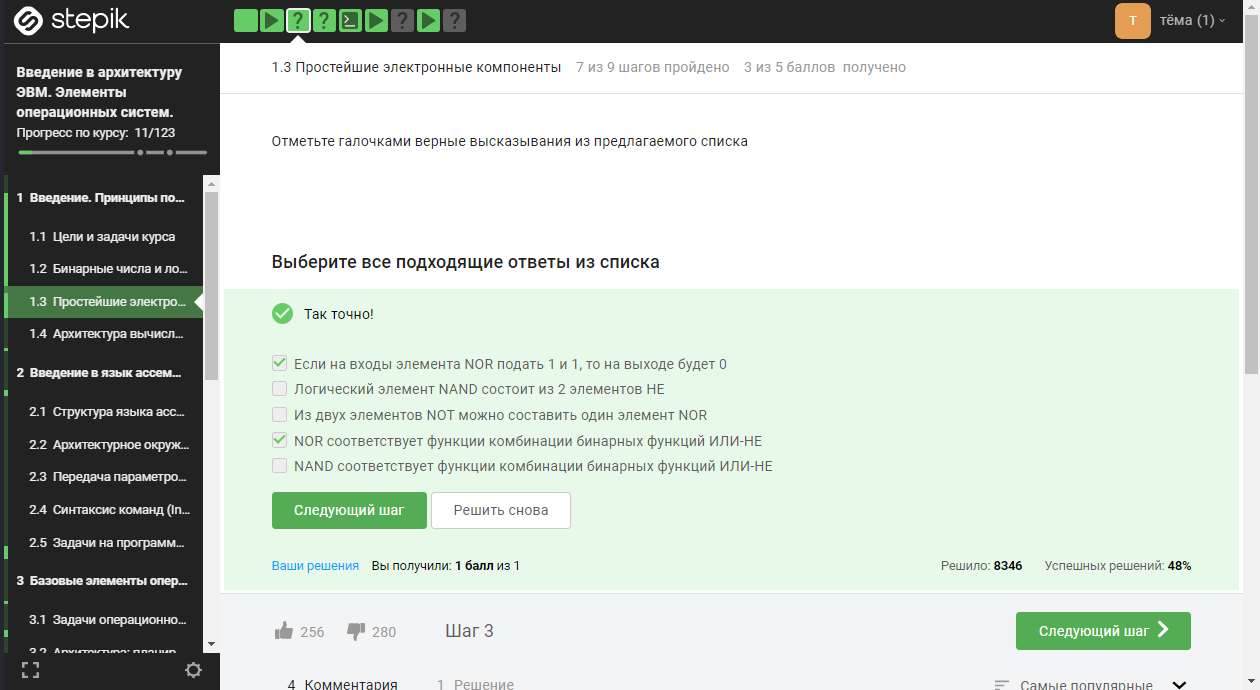 stepik
тёма (1)
Введение в архитектуру
ЭВМ. Элементы
операционных систем.
Прогресс по курсу: 11/123
1 Введение. Принципы по...
1.1 Цели и задачи курса
1.2 Бинарные числа и ло...
1.3 Простейшие электро...
1.4 Архитектура вычисл...
2 Введение в язык ассем...
2.1 Структура языка асс...
2.2 Архитектурное окруж...
2.3 Передача параметро...
2.4 Синтаксис команд (In...
2.5 Задачи на программ...
3 Базовые элементы опер...
3.1 Задачи операционно...
3.2 Архитектура: планир...
1.3 Простейшие электронные компоненты 7 из 9 шагов пройдено 3 из 5 баллов получено
Отметьте галочками верные высказывания из предлагаемого списка
Выберите все подходящие ответы из списка
Так точно!
Если на входы элемента NOR подать 1 и 1, то на выходе будет 0
Логический элемент NAND состоит из 2 элементов НЕ
Из двух элементов NOT можно составить один элемент NOR
NOR соответствует функции комбинации бинарных функций ИЛИ-НЕ
NAND соответствует функции комбинации бинарных функций ИЛИ-НЕ
Следующий шаг Решить снова
Ваши решения Вы получили: 1 балл из 1 Решило: 8346 Успешных решений: 48%
256 280 Шаг 3 Следующий шаг
4 Комментария 1 Решение Самые популярные